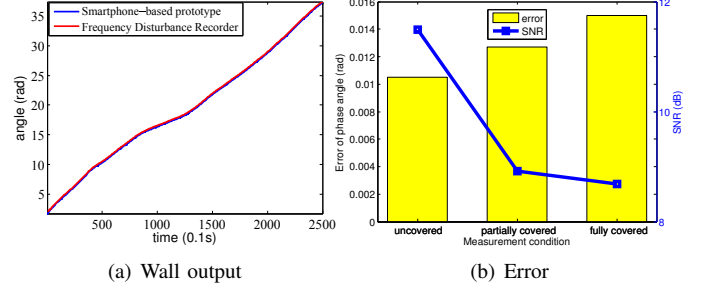 Smartphone−based prototype
Frequency Disturbance Recorder
angle (rad)
35
30
25
20
15
10
5
500
1000
1500
2000
2500
time (0.1s)
(a) Wall output
error
SNR
Error of phase angle (rad)
0.016
0.014
0.012
0.01
0.008
0.006
0.004
0.002
0
12
10
8
SNR (dB)
uncovered
partially covered
fully covered
Measurement condition
(b) Error